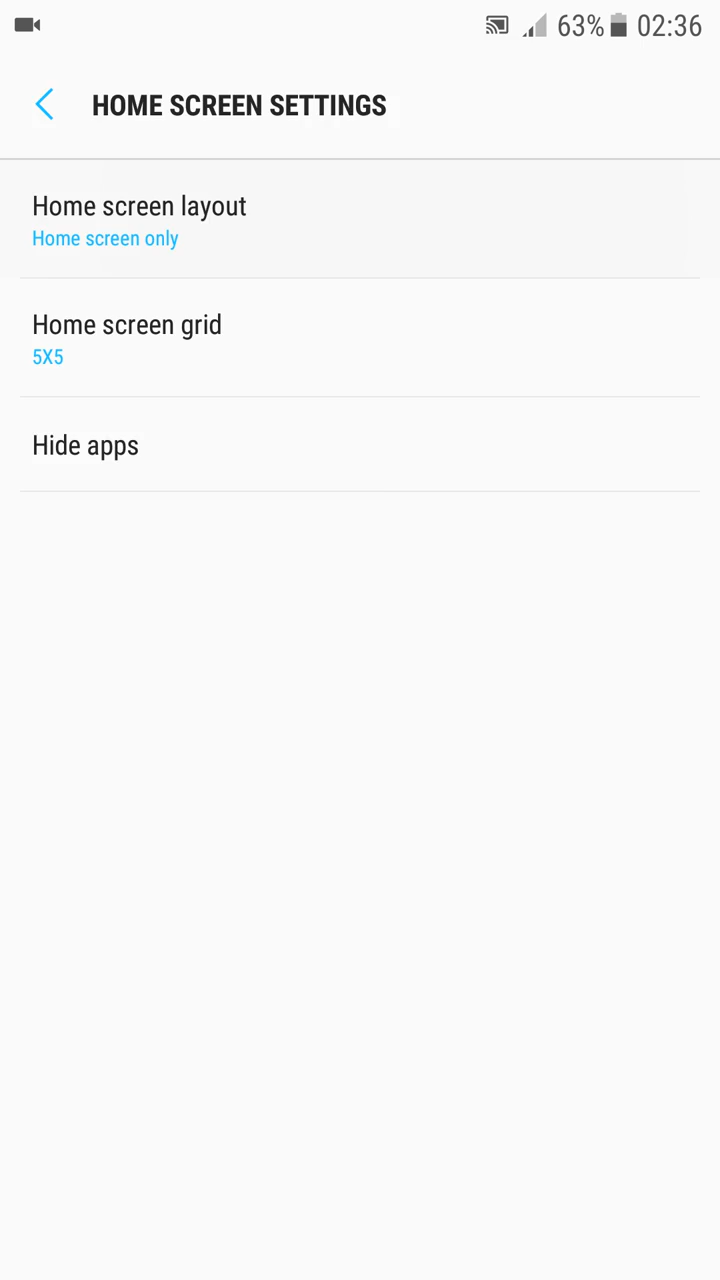 63% 02:36
HOME SCREEN SETTINGS
Home screen layout
Home screen only
Home screen grid
5X5
Hide apps